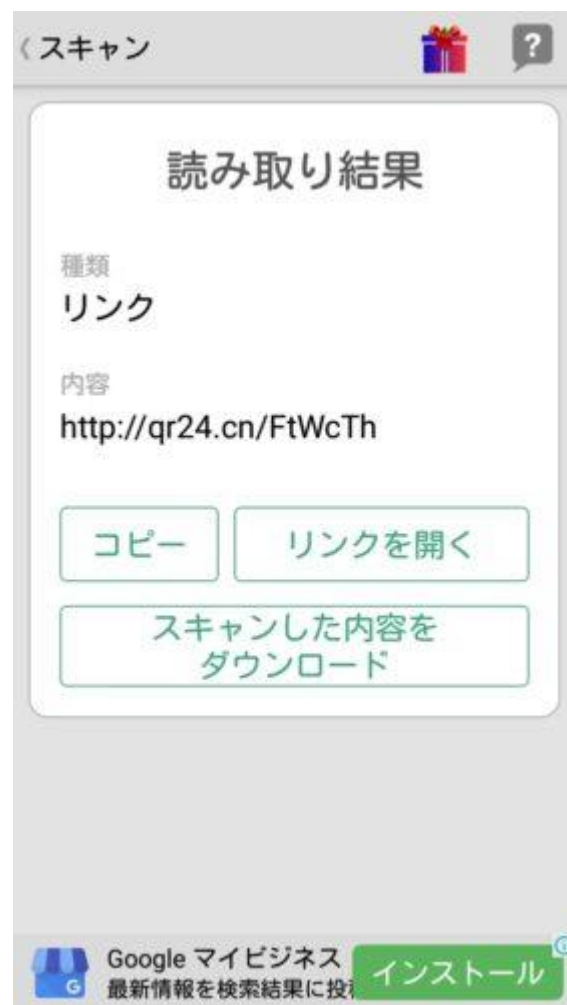 スキャン
?
読み取り結果
種類
リンク
内容
http://qr24.cn/FtWcTh
コピー
リンクを開く
スキャンした内容を
ダウンロード
Google マイビジネス
最新情報を検索結果に投
インストール
G